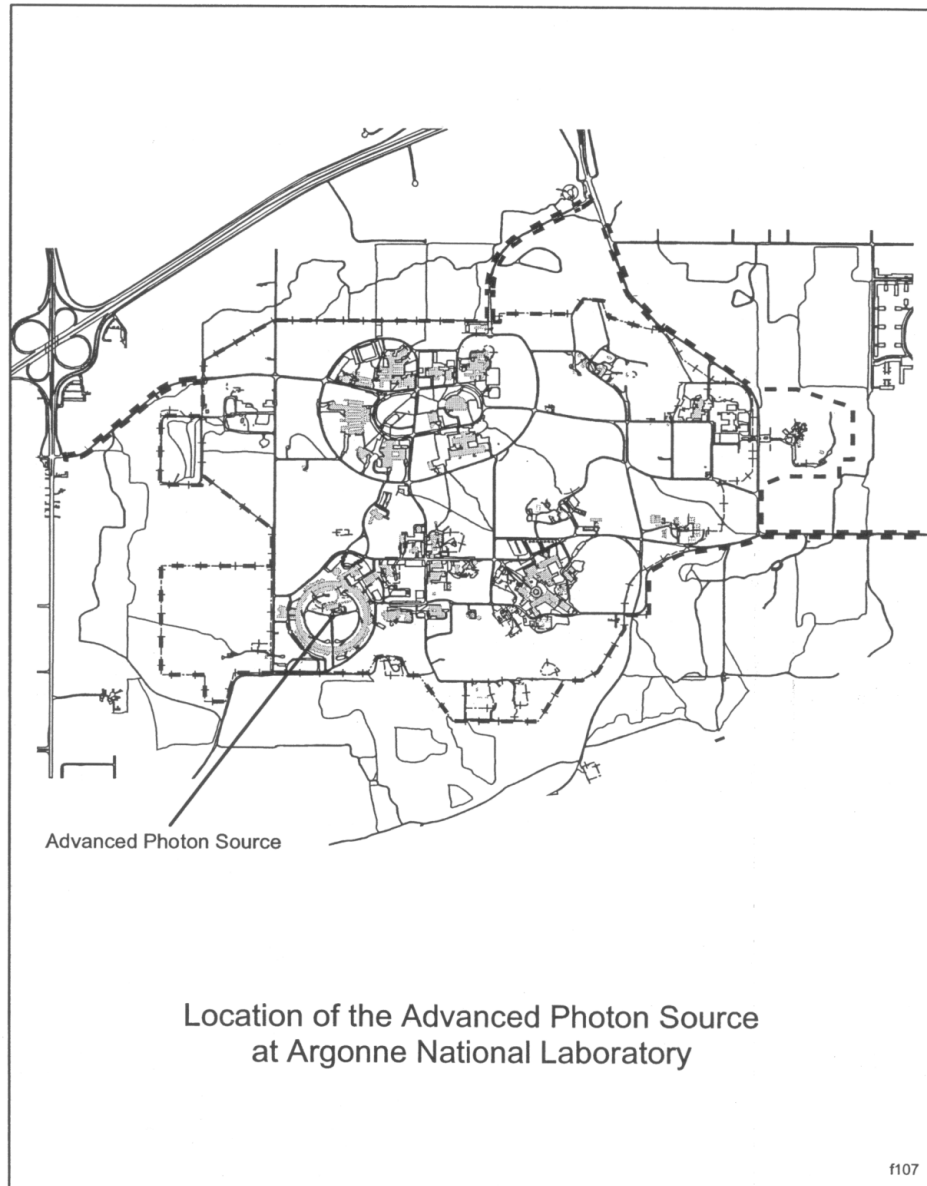 Advanced Photon Source
Location of the Advanced Photon Source
at Argonne National Laboratory
f107